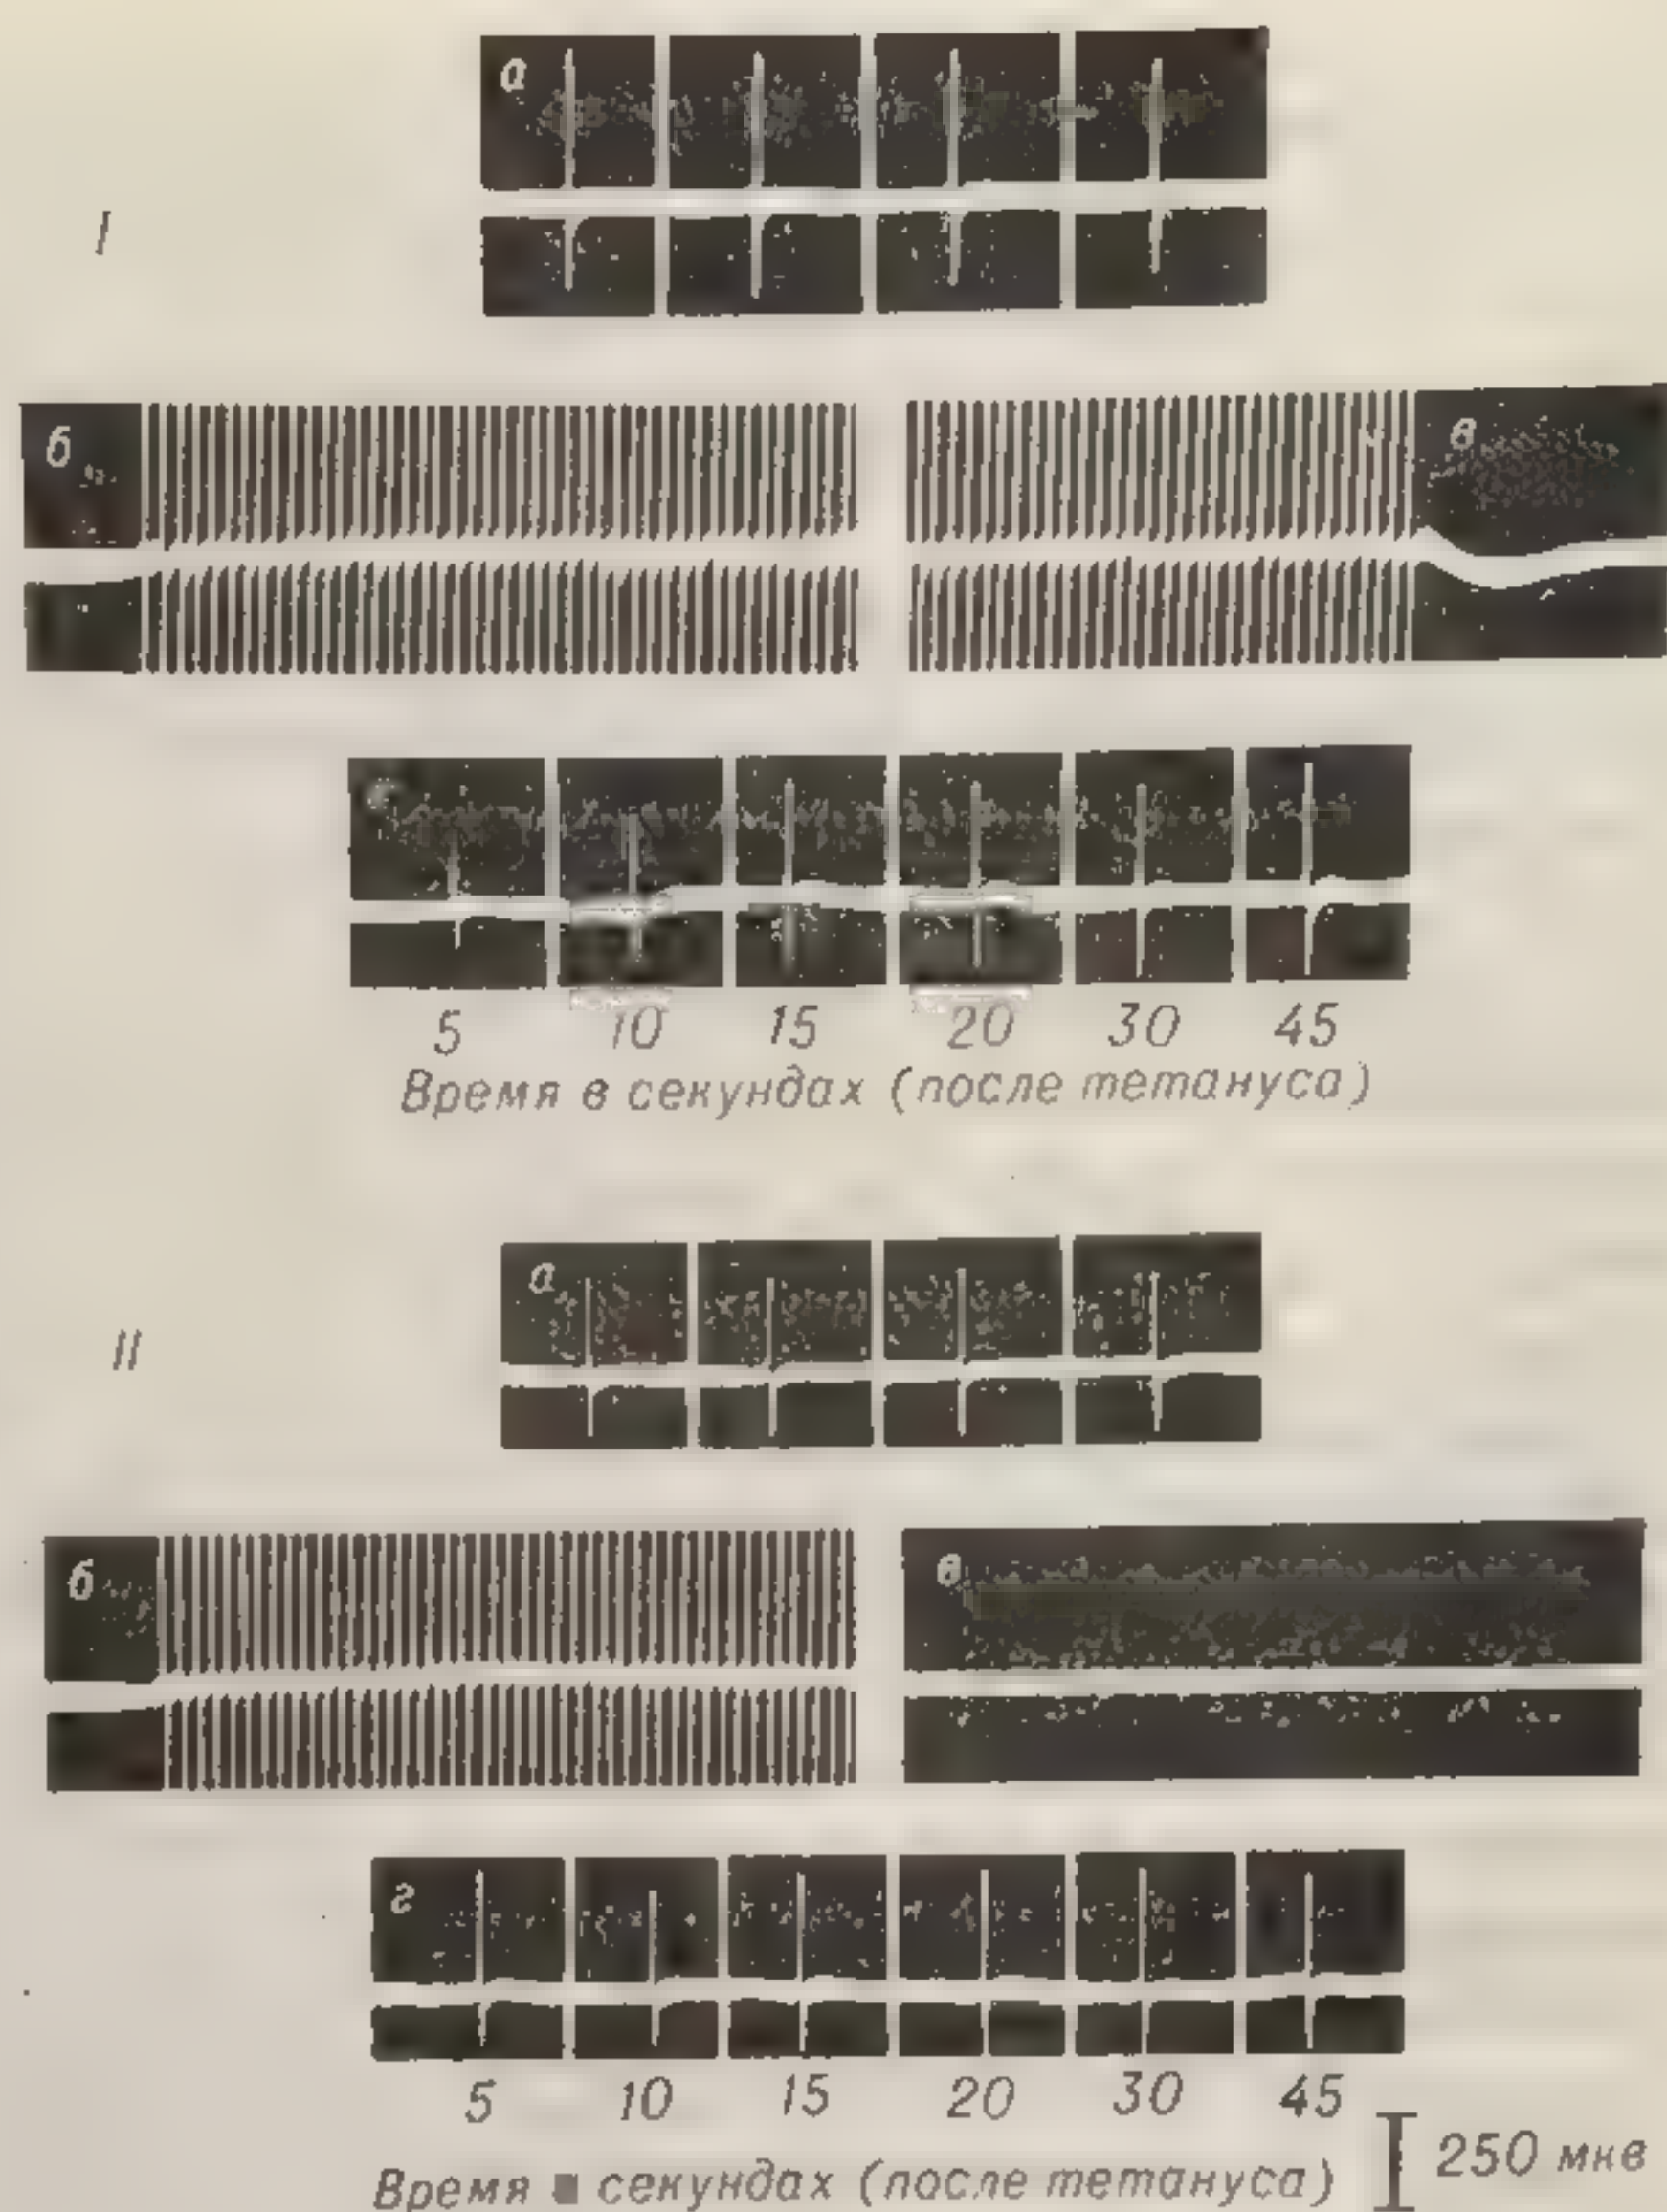 а
I
б
в
5 10 15 20 30 45
Время в секундах (после тетануса)
а
II
б
в
г
5 10 15 20 30 45
250 мкв
Время секундах (после тетануса)